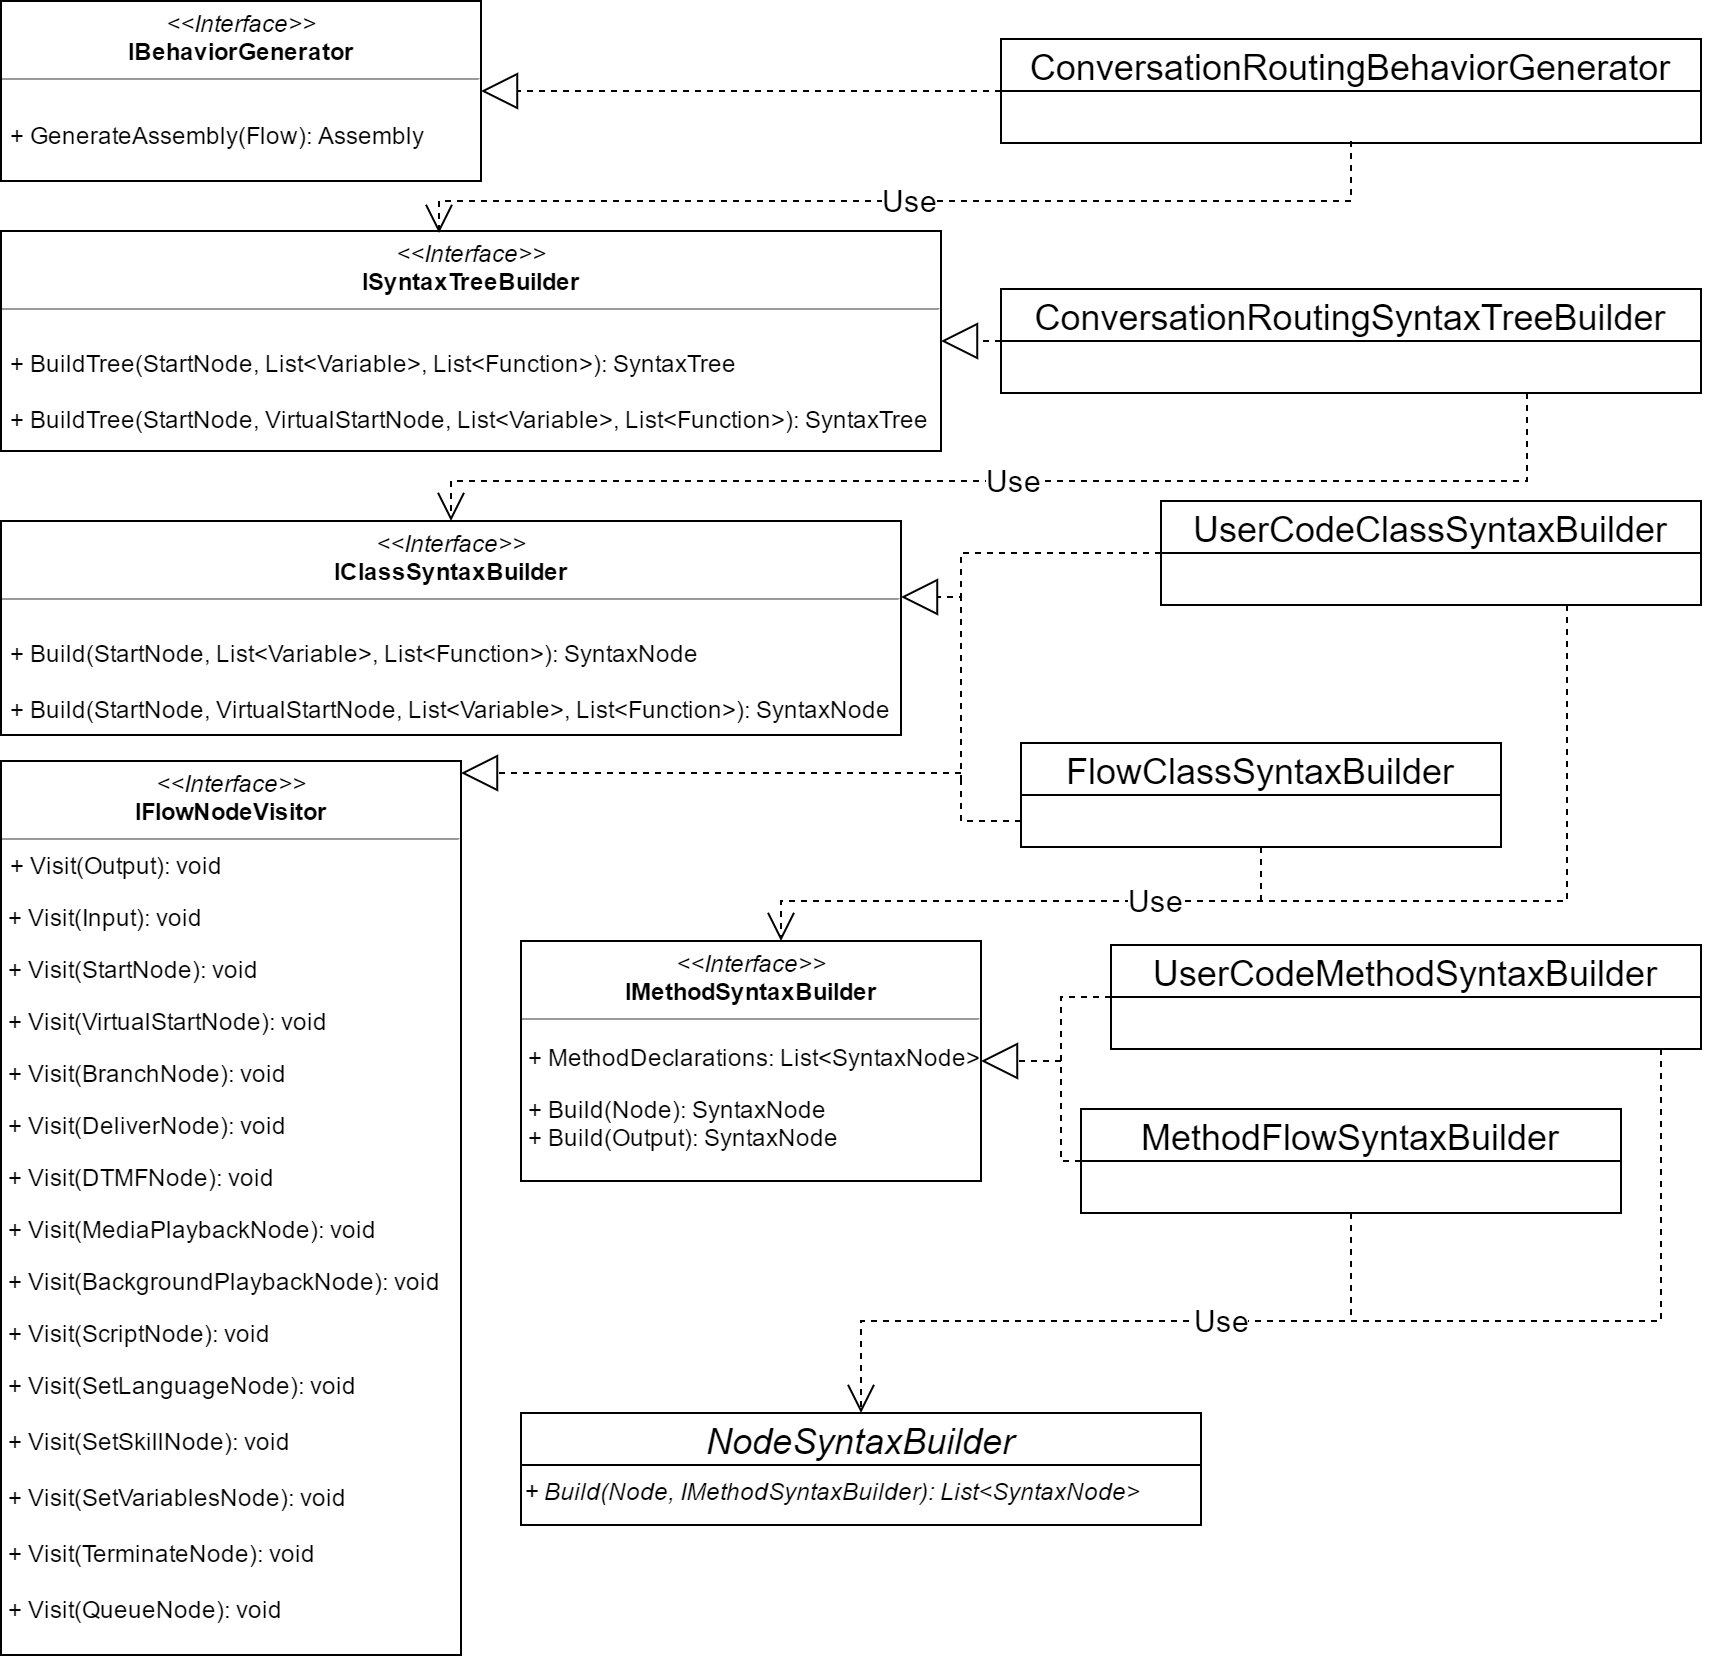 <<Interface>>
IBehaviorGenerator
+ GenerateAssembly(Flow): Assembly
ConversationRoutingBehaviorGenerator
Use
<<Interface>>
ISyntaxTreeBuilder
+ BuildTree(StartNode, List<Variable>, List<Function>): SyntaxTree
+ BuildTree(StartNode, VirtualStartNode, List<Variable>, List<Function>): SyntaxTree
ConversationRoutingSyntaxTreeBuilder
Use
<<Interface>>
IClassSyntaxBuilder
+ Build(StartNode, List<Variable>, List<Function>): SyntaxNode
+ Build(StartNode, VirtualStartNode, List<Variable>, List<Function>): SyntaxNode
UserCodeClassSyntaxBuilder
FlowClassSyntaxBuilder
Use
<<Interface>>
IFlowNodeVisitor
+ Visit(Output): void
+ Visit(Input): void
+ Visit(StartNode): void
+ Visit(VirtualStartNode): void
+ Visit(BranchNode): void
+ Visit(DeliverNode): void
+ Visit(DTMFNode): void
+ Visit(MediaPlaybackNode): void
+ Visit(BackgroundPlaybackNode): void
+ Visit(ScriptNode): void
+ Visit(SetLanguageNode): void
+ Visit(SetSkillNode): void
+ Visit(SetVariablesNode): void
+ Visit(TerminateNode): void
+ Visit(QueueNode): void
<<Interface>>
IMethodSyntaxBuilder
+ MethodDeclarations: List<SyntaxNode>
+ Build(Node): SyntaxNode
+ Build(Output): SyntaxNode
UserCodeMethodSyntaxBuilder
MethodFlowSyntaxBuilder
Use
NodeSyntaxBuilder
+ Build(Node, IMethodSyntaxBuilder): List<SyntaxNode>